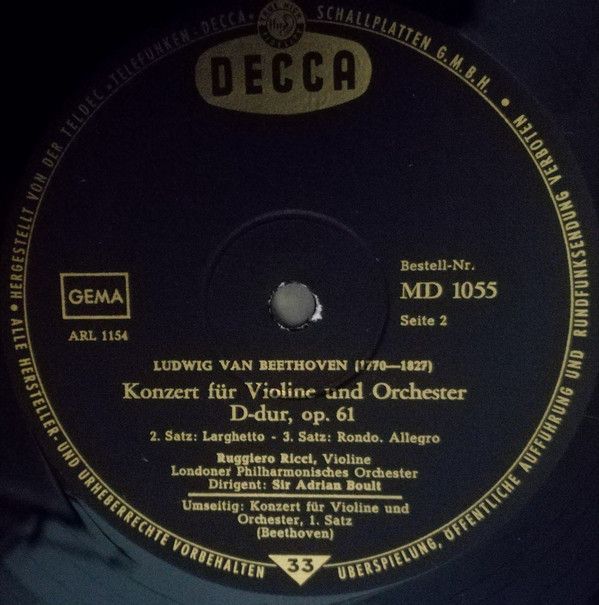 • ALLE HERSTELLER- UND URHEBERRECHTE VORBEHALTEN
• HERGESTELLT VON DER TELDEC • TELEFUNKEN-DECCA • SCHALLPLATTEN G.M.B.H. •
ÜBERSPIELUNG, ÖFFENTLICHE AUFFÜHRUNG UND RUNDFUNKSENDUNG VERBOTEN
DECCA
Bestell-Nr.
MD 1055
Seite 2
GEMA
ARL 1154
LUDWIG VAN BEETHOVEN (1770—1827)
Konzert für Violine und Orchester
D-dur, op. 61
2. Satz: Larghetto - 3. Satz: Rondo. Allegro
Ruggiero Ricci, Violine
Londoner Philharmonisches Orchester
Dirigent: Sir Adrian Boult
Umseitig: Konzert für Violine und
Orchester, 1. Satz
(Beethoven)
33